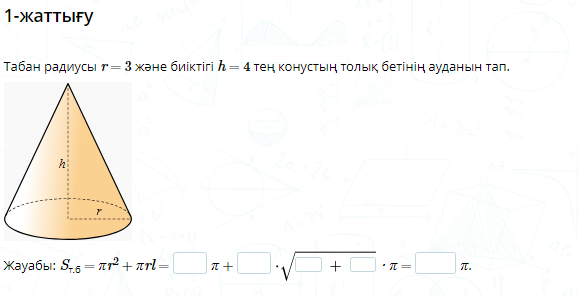 1-жаттығу
Табан радиусы r = 3 және биіктігі h = 4 тең конустың толық бетінің ауданын тап.
h
r
Жауабы: Sт.б = πr² + πrl = π + · √ + · π = π.